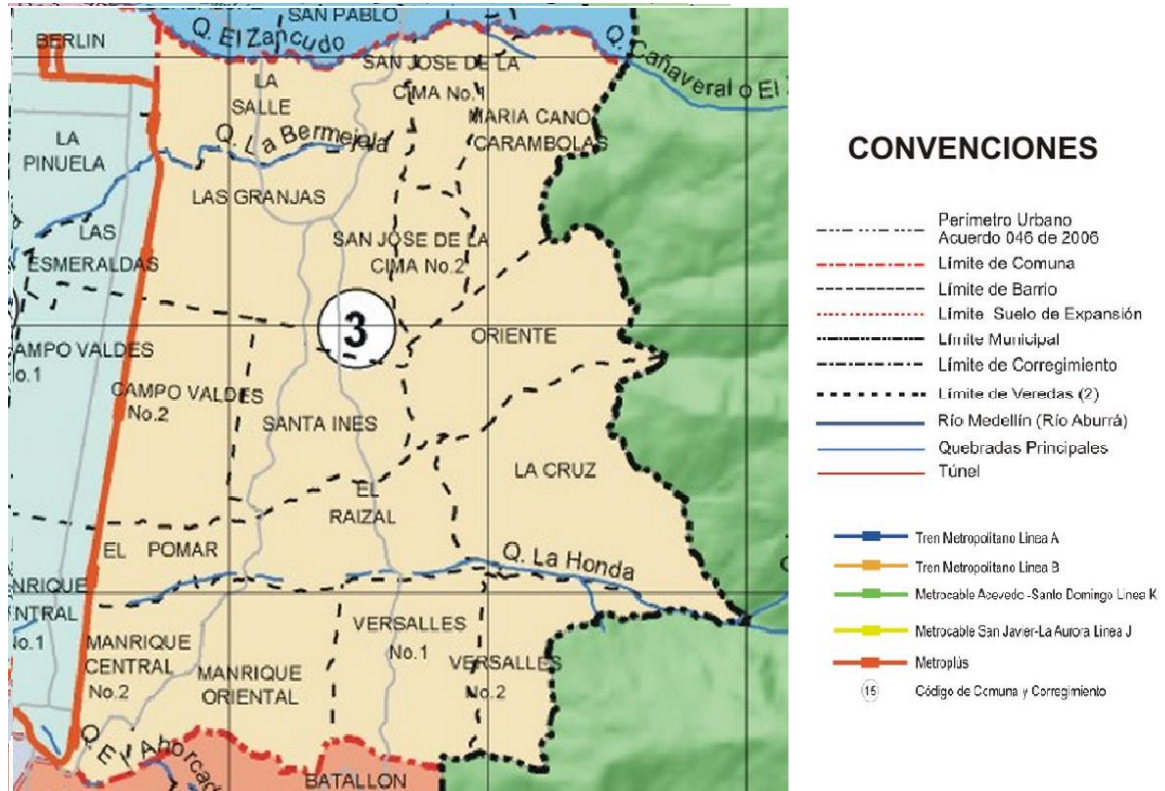 SAN PABLO
BERLIN
Q. El Zancudo
SAN JOSE DE LA
CIMA No.1
Q. Cañaveral o El
LA
SALLE
MARIA CANO
CARAMBOLAS
LA
PINUELA
Q. La Bermejala
LAS GRANJAS
LAS
ESMERALDAS
SAN JOSE DE LA
CIMA No.2
3
ORIENTE
AMPO VALDES
No.1
CAMPO VALDES
No.2
SANTA INES
LA CRUZ
EL
RAIZAL
EL POMAR
Q. La Honda
NRIQUE
NTRAL
No.1
MANRIQUE
CENTRAL
No.2
MANRIQUE
ORIENTAL
VERSALLES
No.1
VERSALLES
No.2
Q. El Ahorcad
BATALLON
CONVENCIONES
Perímetro Urbano
Acuerdo 046 de 2006
Límite de Comuna
Límite de Barrio
Límite Suelo de Expansión
Límite Municipal
Límite de Corregimiento
Límite de Veredas (2)
Río Medellín (Río Aburrá)
Quebradas Principales
Túnel
Tren Metropolitano Linea A
Tren Metropolitano Linea B
Metrocable Acevedo -Santo Domingo Linea K
Metrocable San Javier-La Aurora Linea J
Metroplús
15 Código de Comuna y Corregimiento